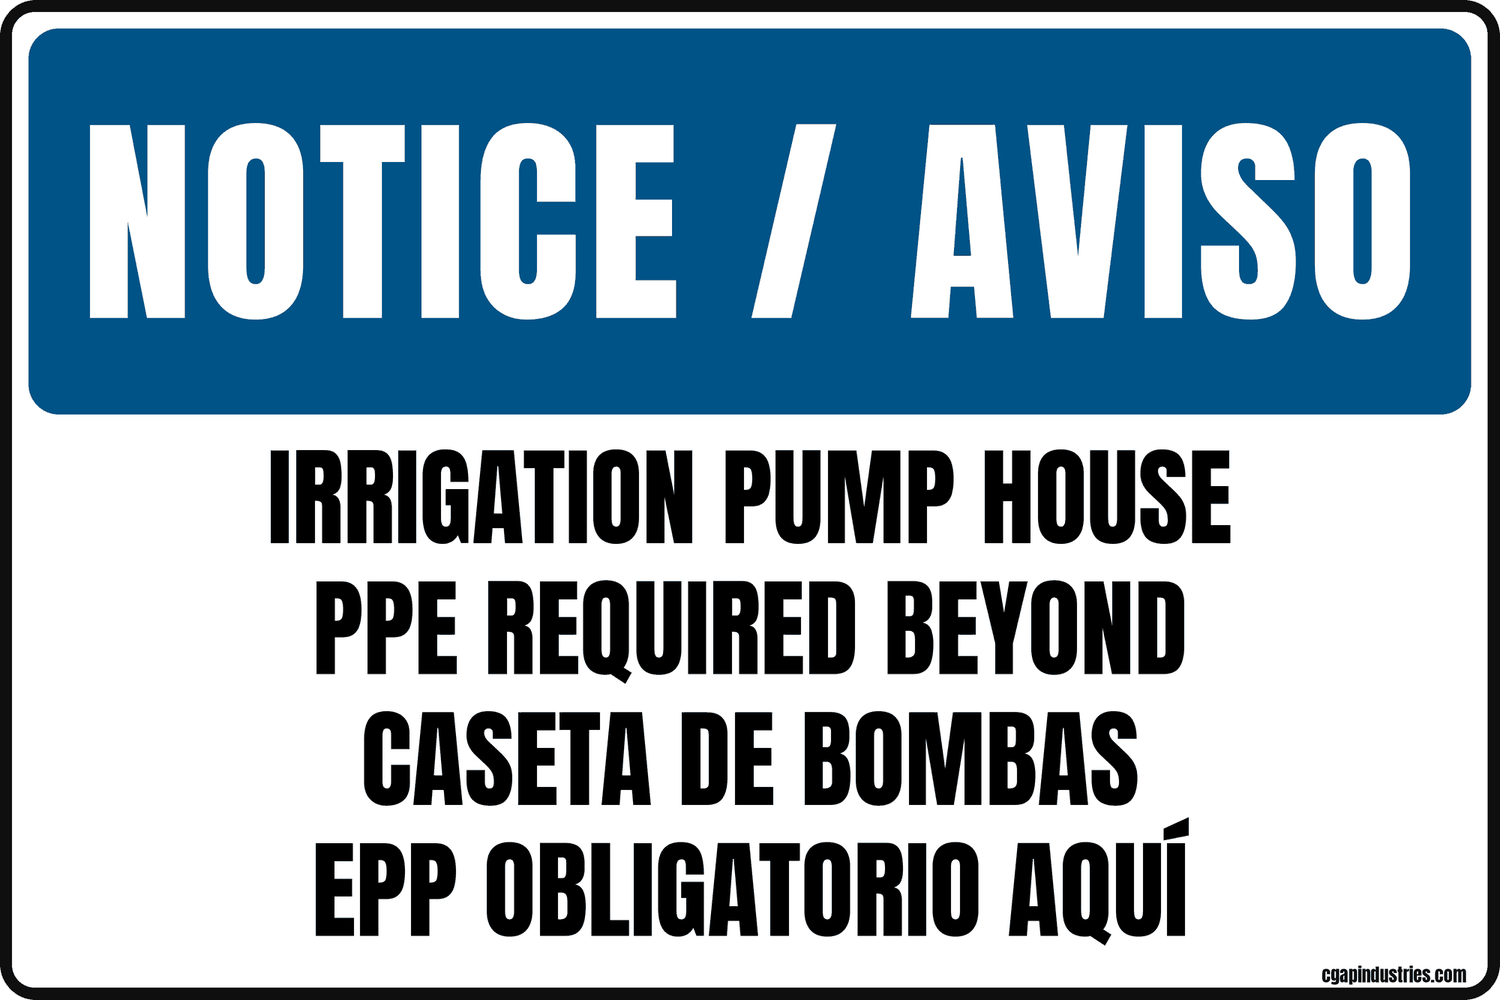 NOTICE / AVISO
IRRIGATION PUMP HOUSE
PPE REQUIRED BEYOND
CASETA DE BOMBAS
EPP OBLIGATORIO AQUÍ
cgapindustries.com